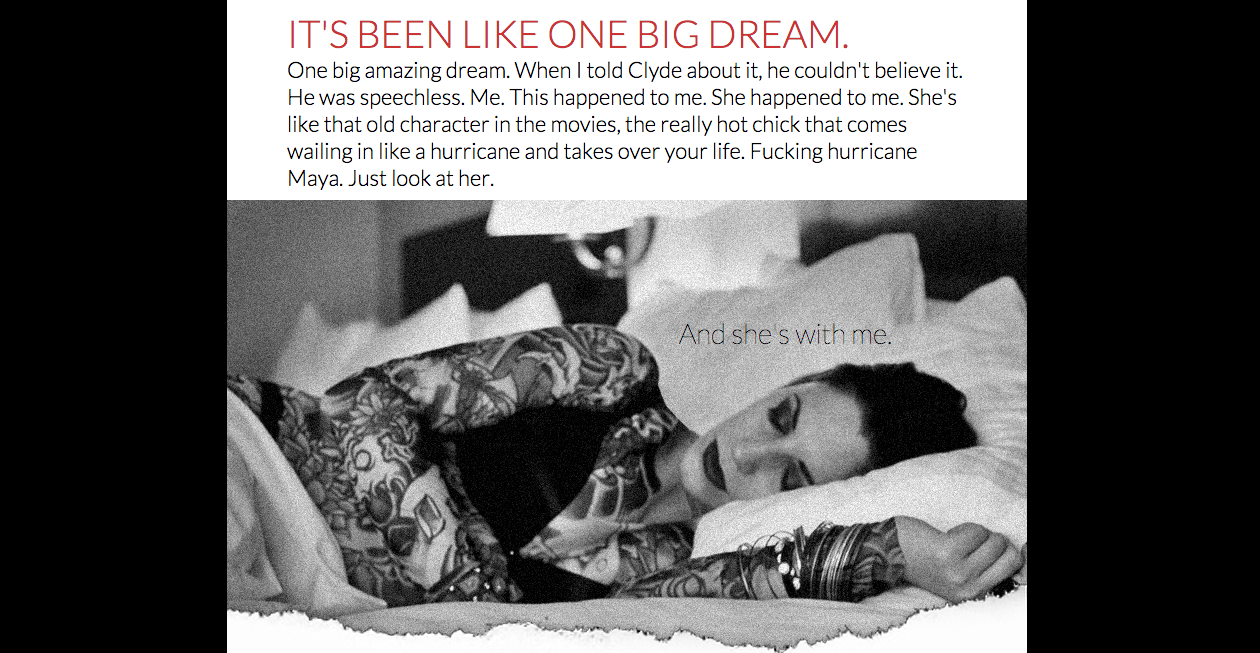 IT'S BEEN LIKE ONE BIG DREAM.
One big amazing dream. When I told Clyde about it, he couldn't believe it.
He was speechless. Me. This happened to me. She happened to me. She's
like that old character in the movies, the really hot chick that comes
wailing in like a hurricane and takes over your life. Fucking hurricane
Maya. Just look at her.
And she's with me.